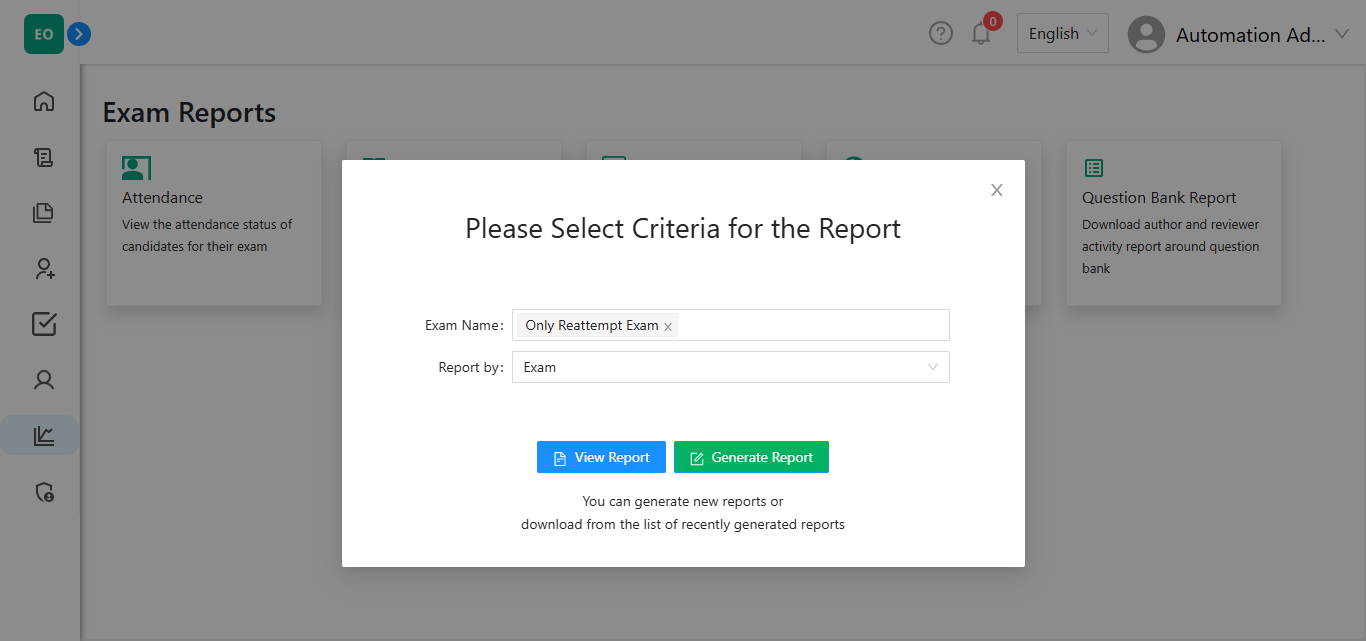 EO
0
English
Automation Ad...
Exam Reports
Attendance
View the attendance status of
candidates for their exam
Question Bank Report
Download author and reviewer
activity report around question
bank
Please Select Criteria for the Report
Exam Name:
Only Reattempt Exam
Report by:
Exam
View Report
Generate Report
You can generate new reports or
download from the list of recently generated reports